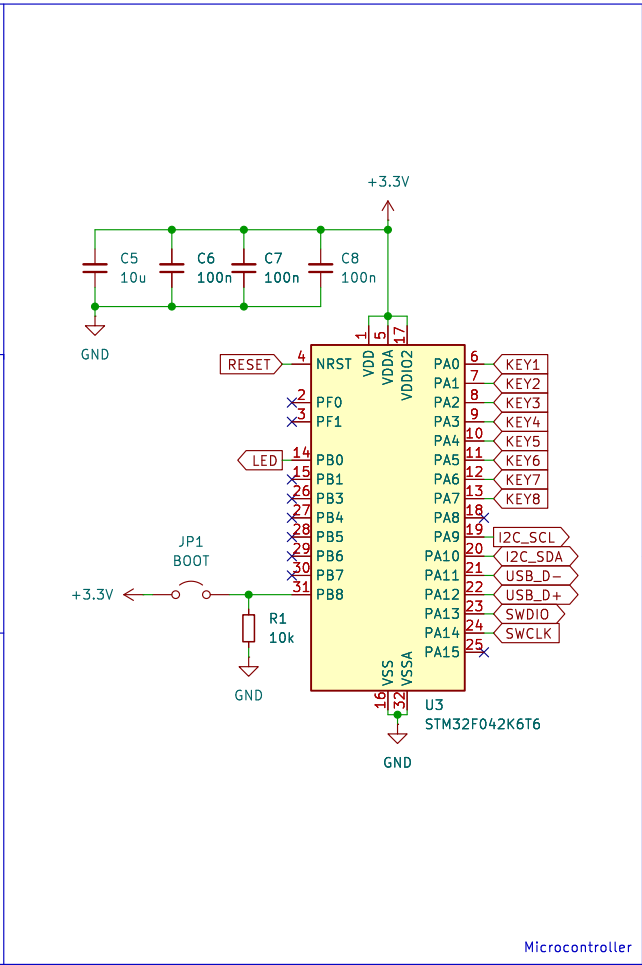 +3.3V
C5
10u
C6
100n
C7
100n
C8
100n
GND
1
5
17
VDD
VDDA
VDDIO2
RESET
4
NRST
2
PF0
3
PF1
LED
14
PB0
15
PB1
26
PB3
27
PB4
28
PB5
29
PB6
30
PB7
31
PB8
PA0
6
KEY1
PA1
7
KEY2
PA2
8
KEY3
PA3
9
KEY4
PA4
10
KEY5
PA5
11
KEY6
PA6
12
KEY7
PA7
13
KEY8
PA8
18
PA9
19
I2C_SCL
PA10
20
I2C_SDA
PA11
21
USB_D-
PA12
22
USB_D+
PA13
23
SWDIO
PA14
24
SWCLK
PA15
25
JP1
BOOT
+3.3V
R1
10k
GND
VSS
VSSA
16
32
U3
STM32F042K6T6
GND
Microcontroller